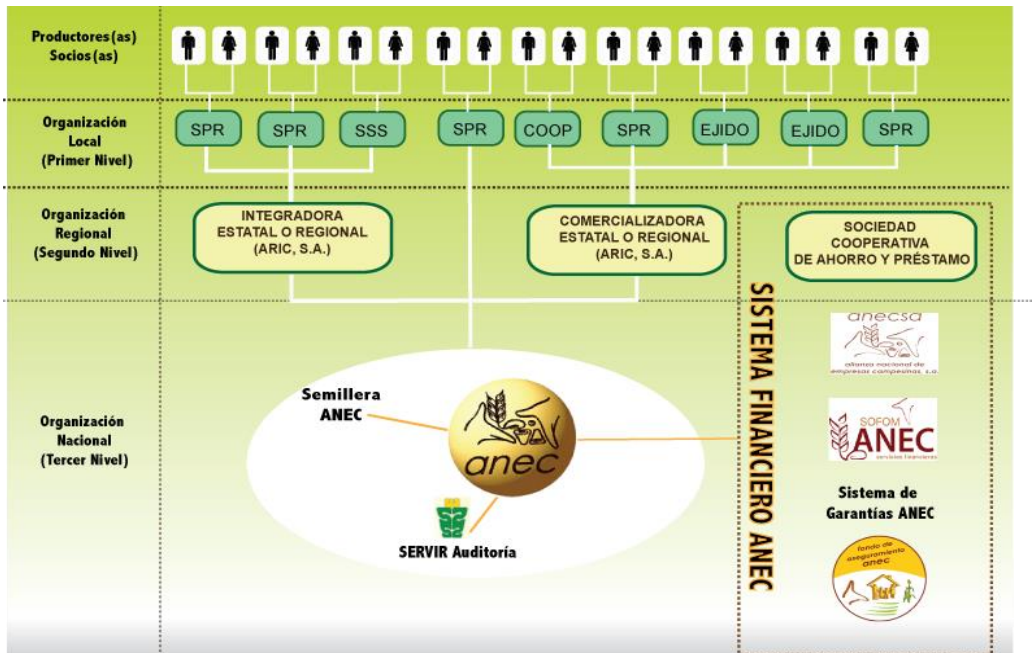 Productores(as)
Socios(as)
Organización
Local
(Primer Nivel)
SPR
SPR
SSS
SPR
COOP
SPR
EJIDO
EJIDO
SPR
Organización
Regional
(Segundo Nivel)
INTEGRADORA
ESTATAL O REGIONAL
(ARIC, S.A.)
COMERCIALIZADORA
ESTATAL O REGIONAL
(ARIC, S.A.)
SOCIEDAD
COOPERATIVA
DE AHORRO Y PRÉSTAMO
Organización
Nacional
(Tercer Nivel)
Semillera
ANEC
anec
SERVIR Auditoría
SISTEMA FINANCIERO ANEC
anecsa
alianza nacional de
empresas campesinas, s.a.
SOFOM
ANEC
servicios financieros
Sistema de
Garantías ANEC
fondo de
aseguramiento
anec